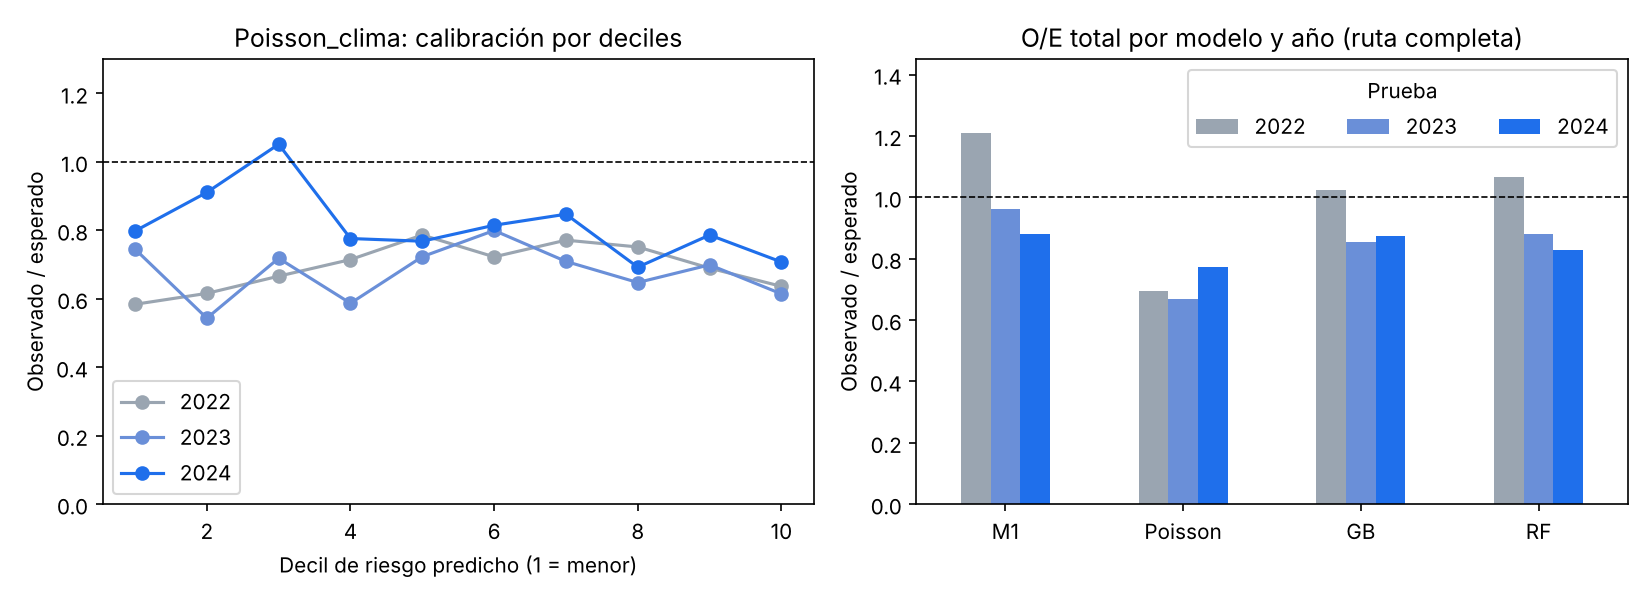 Poisson_clima: calibración por deciles
Observado / esperado
1.2
1.0
0.8
0.6
0.4
0.2
0.0
2022
2023
2024
2 4 6 8 10
Decil de riesgo predicho (1 = menor)
O/E total por modelo y año (ruta completa)
Observado / esperado
1.4
1.2
1.0
0.8
0.6
0.4
0.2
0.0
Prueba
2022 2023 2024
M1 Poisson GB RF